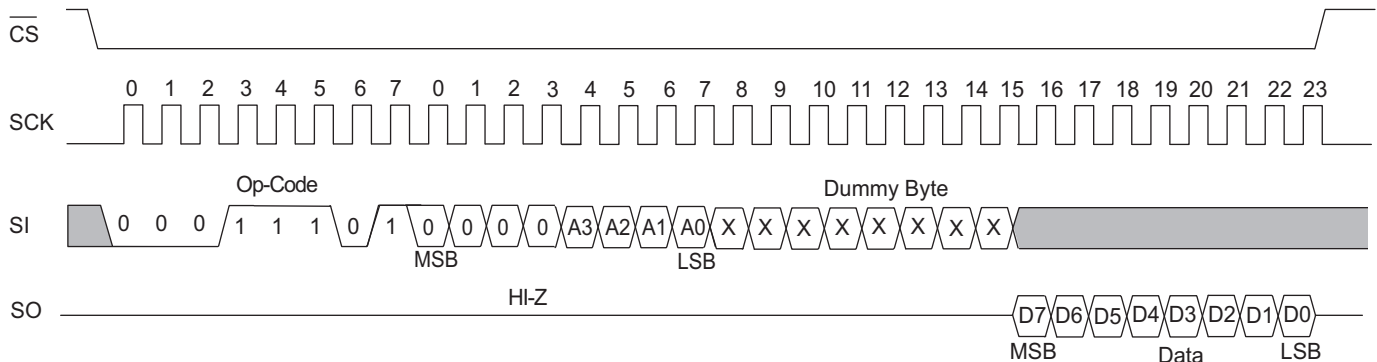 CS
0 1 2 3 4 5 6 7 0 1 2 3 4 5 6 7 8 9 10 11 12 13 14 15 16 17 18 19 20 21 22 23
SCK
Op-Code Dummy Byte
SI 0 0 0 1 1 1 0 1 0 0 0 0 A3 A2 A1 A0 X X X X X X X X
MSB LSB
HI-Z
SO D7 D6 D5 D4 D3 D2 D1 D0
MSB Data LSB